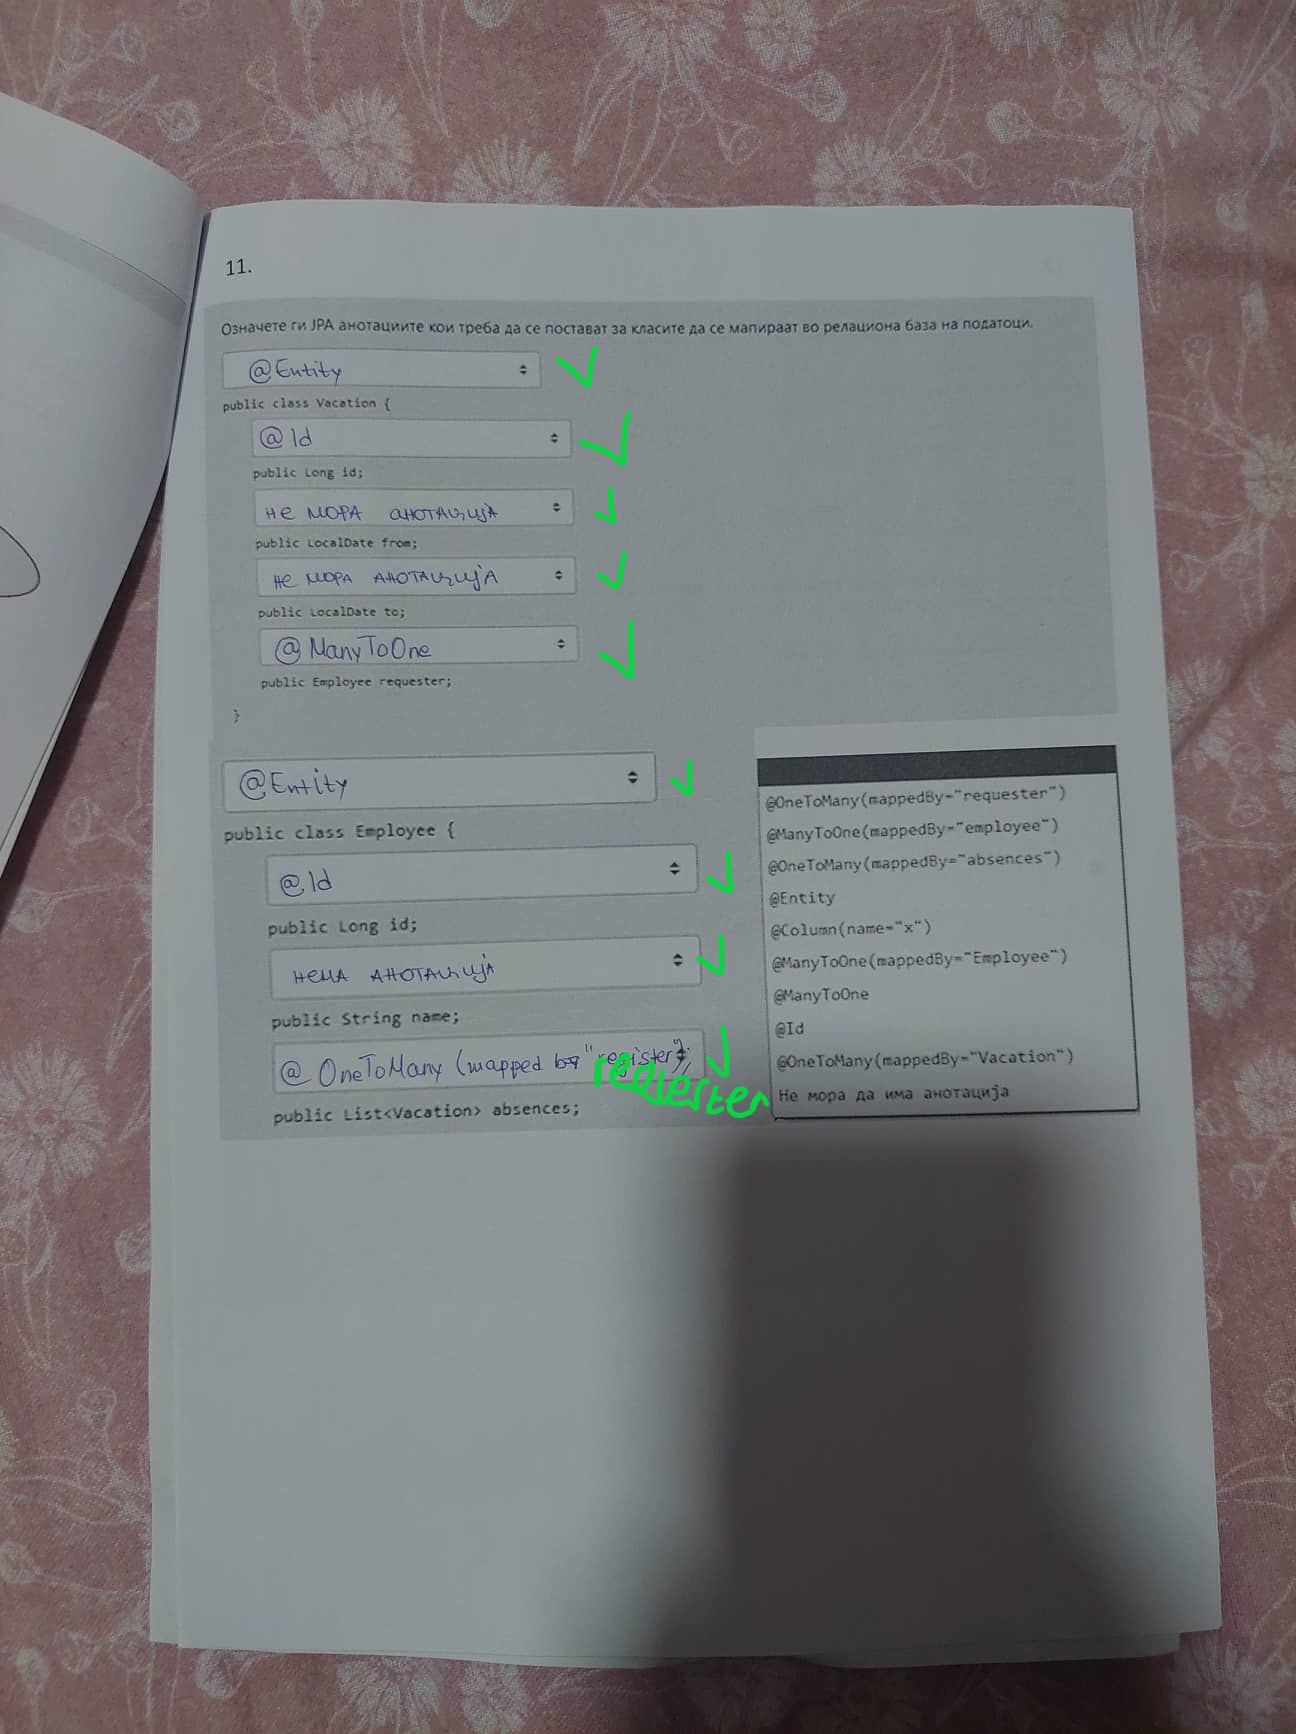 11.
Означете ги JPA анотациите кои треба да се постават за класите да се мапираат во релациона база на податоци.
@Entity
public class Vacation {
@Id
public Long id;
не мора анотација
public LocalDate from;
не мора анотација
public LocalDate to;
@ManyToOne
public Employee requester;
}
@Entity
public class Employee {
@Id
public Long id;
нема анотација
public String name;
@OneToMany (mapped by "register");
requester
public List<Vacation> absences;
@OneToMany(mappedBy="requester")
@ManyToOne(mappedBy="employee")
@OneToMany(mappedBy="absences")
@Entity
@Column(name="x")
@ManyToOne(mappedBy="Employee")
@ManyToOne
@Id
@OneToMany(mappedBy="Vacation")
Не мора да има анотација